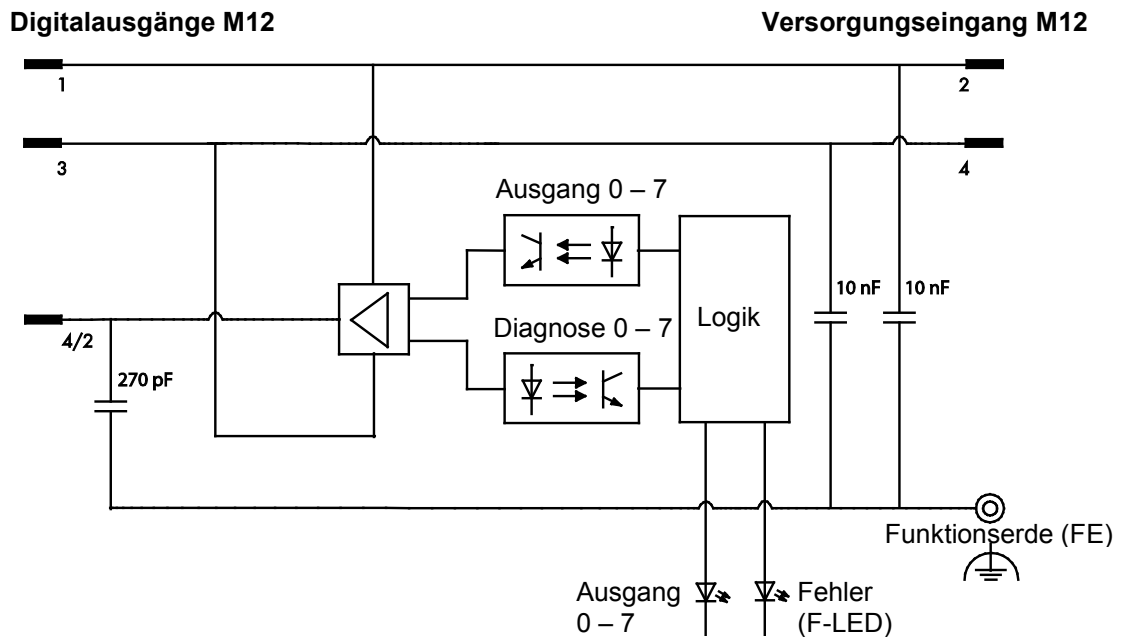 Digitalausgänge M12
Versorgungseingang M12
1
2
3
4
Ausgang 0 – 7
10 nF
10 nF
Logik
4/2
Diagnose 0 – 7
270 pF
Funktionserde (FE)
Ausgang
0 – 7
Fehler
(F-LED)